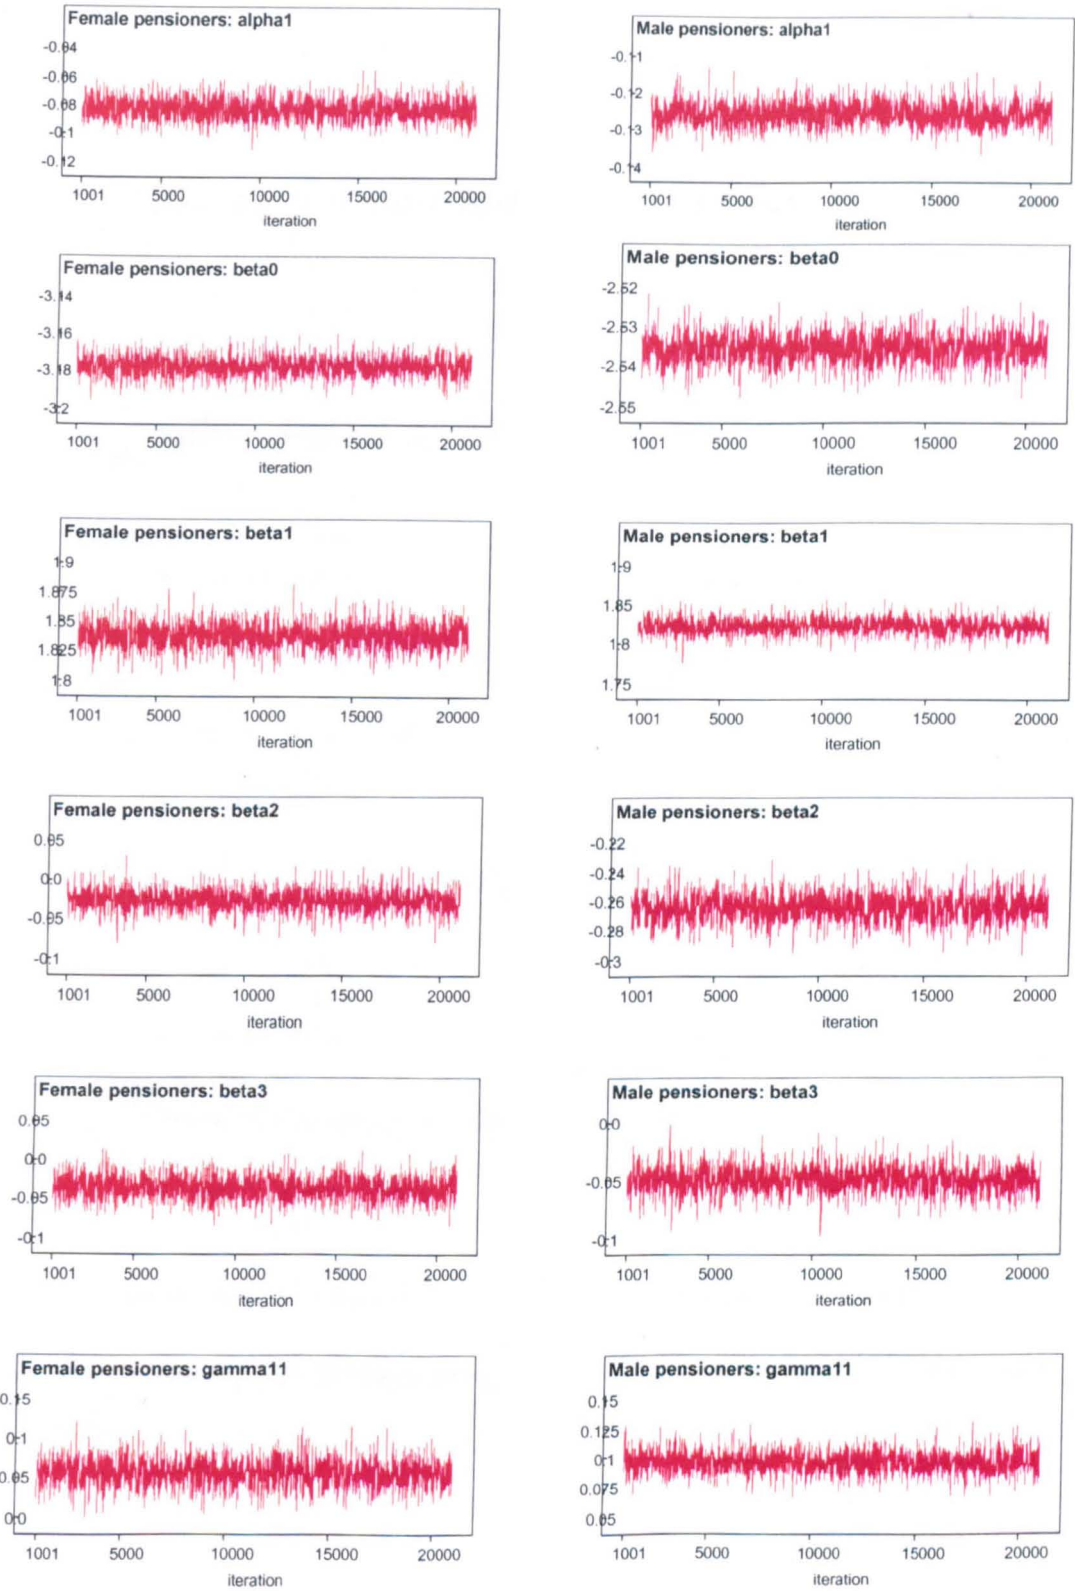 Female pensioners: alpha1
-0.04
-0.06
-0.08
-0.1
-0.12
1001 5000 10000 15000 20000
iteration
Male pensioners: alpha1
-0.11
-0.12
-0.13
-0.14
1001 5000 10000 15000 20000
iteration
Female pensioners: beta0
-3.14
-3.16
-3.18
-3.2
1001 5000 10000 15000 20000
iteration
Male pensioners: beta0
-2.52
-2.53
-2.54
-2.55
1001 5000 10000 15000 20000
iteration
Female pensioners: beta1
1.9
1.875
1.85
1.825
1.8
1001 5000 10000 15000 20000
iteration
Male pensioners: beta1
1.9
1.85
1.8
1.75
1001 5000 10000 15000 20000
iteration
Female pensioners: beta2
0.05
0.0
-0.05
-0.1
1001 5000 10000 15000 20000
iteration
Male pensioners: beta2
-0.22
-0.24
-0.26
-0.28
-0.3
1001 5000 10000 15000 20000
iteration
Female pensioners: beta3
0.05
0.0
-0.05
-0.1
1001 5000 10000 15000 20000
iteration
Male pensioners: beta3
0.0
-0.05
-0.1
1001 5000 10000 15000 20000
iteration
Female pensioners: gamma11
0.15
0.1
0.05
0.0
1001 5000 10000 15000 20000
iteration
Male pensioners: gamma11
0.15
0.125
0.1
0.075
0.05
1001 5000 10000 15000 20000
iteration